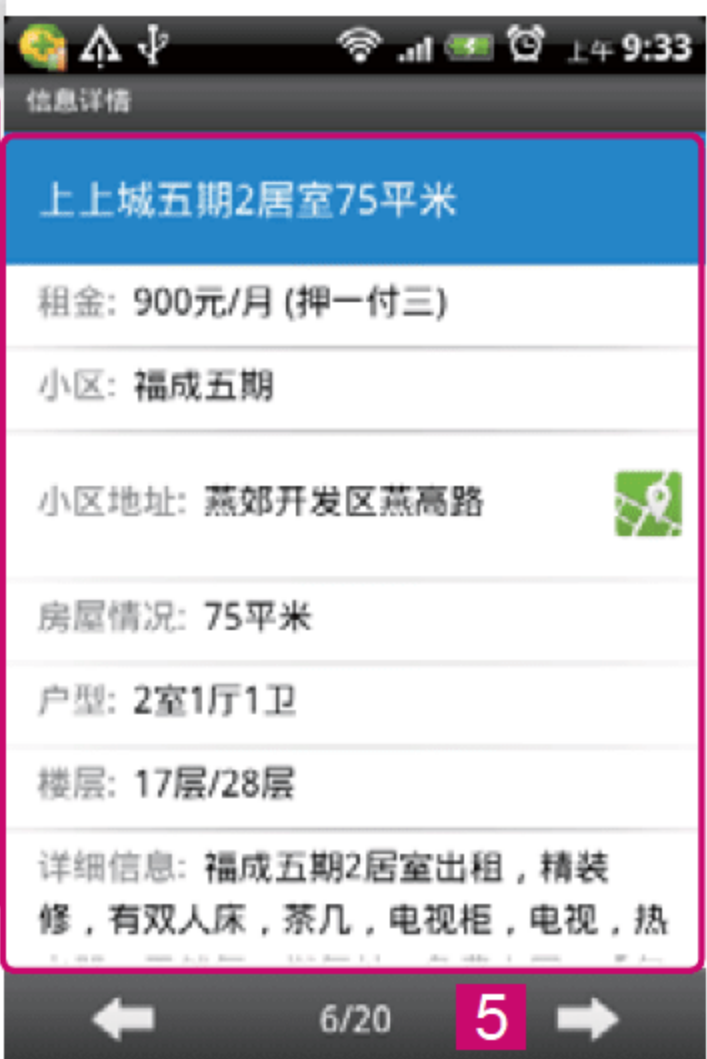 上午 9:33
信息详情
上上城五期2居室75平米
租金: 900元/月 (押一付三)
小区: 福成五期
小区地址: 燕郊开发区燕高路
房屋情况: 75平米
户型: 2室1厅1卫
楼层: 17层/28层
详细信息: 福成五期2居室出租，精装
修，有双人床，茶几，电视柜，电视，热
6/20
5